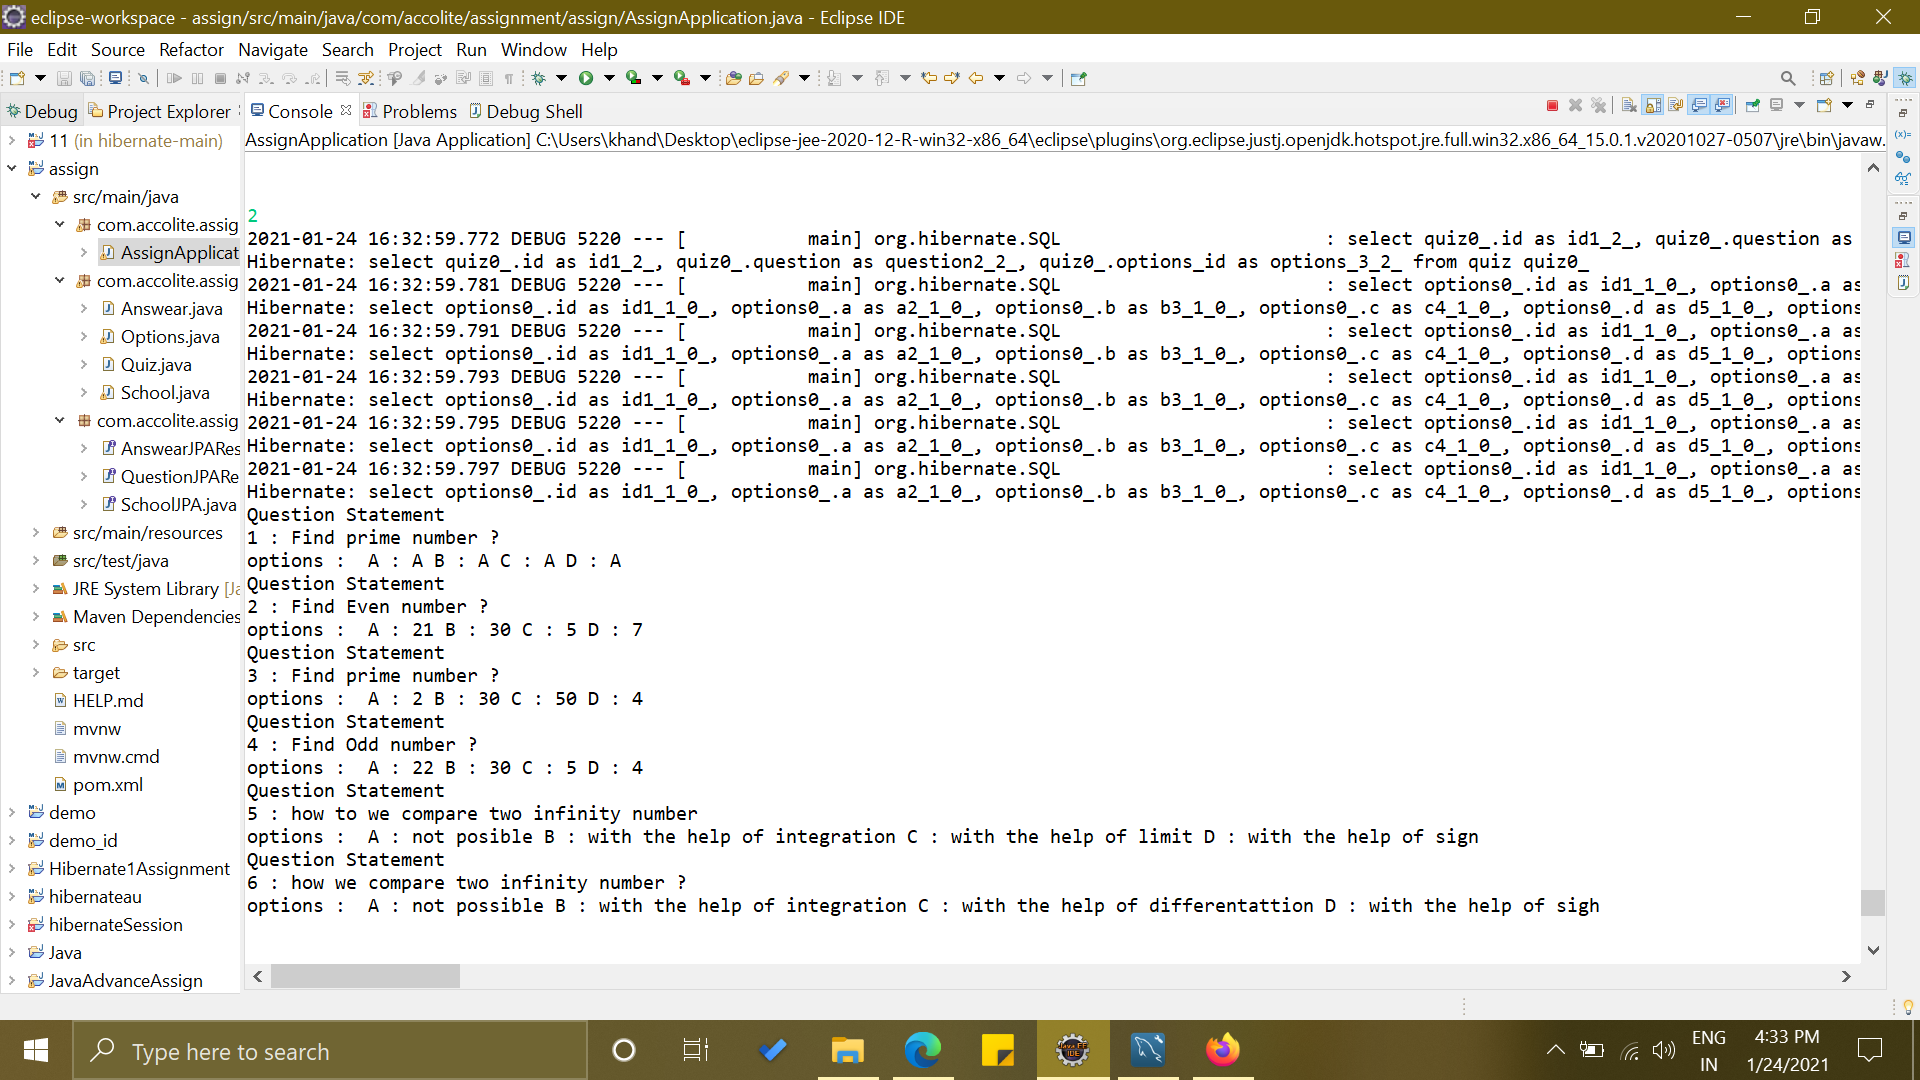 eclipse-workspace - assign/src/main/java/com/accolite/assignment/assign/AssignApplication.java - Eclipse IDE
File Edit Source Refactor Navigate Search Project Run Window Help
Debug Project Explorer Console Problems Debug Shell
11 (in hibernate-main)
AssignApplication [Java Application] C:\Users\khand\Desktop\eclipse-jee-2020-12-R-win32-x86_64\eclipse\plugins\org.eclipse.justj.openjdk.hotspot.jre.full.win32.x86_64_15.0.1.v20201027-0507\jre\bin\javaw.
assign
src/main/java
com.accolite.assig
AssignApplicat
com.accolite.assig
Answear.java
Options.java
Quiz.java
School.java
com.accolite.assig
AnswearJPARes
QuestionJPARe
SchoolJPA.java
src/main/resources
src/test/java
JRE System Library [Ja
Maven Dependencies
src
target
HELP.md
mvnw
mvnw.cmd
pom.xml
demo
demo_id
Hibernate1Assignment
hibernateau
hibernateSession
Java
JavaAdvanceAssign
2
2021-01-24 16:32:59.772 DEBUG 5220 --- [           main] org.hibernate.SQL                        : select quiz0_.id as id1_2_, quiz0_.question as
Hibernate: select quiz0_.id as id1_2_, quiz0_.question as question2_2_, quiz0_.options_id as options_3_2_ from quiz quiz0_
2021-01-24 16:32:59.781 DEBUG 5220 --- [           main] org.hibernate.SQL                        : select options0_.id as id1_1_0_, options0_.a as
Hibernate: select options0_.id as id1_1_0_, options0_.a as a2_1_0_, options0_.b as b3_1_0_, options0_.c as c4_1_0_, options0_.d as d5_1_0_, options
2021-01-24 16:32:59.791 DEBUG 5220 --- [           main] org.hibernate.SQL                        : select options0_.id as id1_1_0_, options0_.a as
Hibernate: select options0_.id as id1_1_0_, options0_.a as a2_1_0_, options0_.b as b3_1_0_, options0_.c as c4_1_0_, options0_.d as d5_1_0_, options
2021-01-24 16:32:59.793 DEBUG 5220 --- [           main] org.hibernate.SQL                        : select options0_.id as id1_1_0_, options0_.a as
Hibernate: select options0_.id as id1_1_0_, options0_.a as a2_1_0_, options0_.b as b3_1_0_, options0_.c as c4_1_0_, options0_.d as d5_1_0_, options
2021-01-24 16:32:59.795 DEBUG 5220 --- [           main] org.hibernate.SQL                        : select options0_.id as id1_1_0_, options0_.a as
Hibernate: select options0_.id as id1_1_0_, options0_.a as a2_1_0_, options0_.b as b3_1_0_, options0_.c as c4_1_0_, options0_.d as d5_1_0_, options
2021-01-24 16:32:59.797 DEBUG 5220 --- [           main] org.hibernate.SQL                        : select options0_.id as id1_1_0_, options0_.a as
Hibernate: select options0_.id as id1_1_0_, options0_.a as a2_1_0_, options0_.b as b3_1_0_, options0_.c as c4_1_0_, options0_.d as d5_1_0_, options
Question Statement
1 : Find prime number ?
options :  A : A B : A C : A D : A
Question Statement
2 : Find Even number ?
options :  A : 21 B : 30 C : 5 D : 7
Question Statement
3 : Find prime number ?
options :  A : 2 B : 30 C : 50 D : 4
Question Statement
4 : Find Odd number ?
options :  A : 22 B : 30 C : 5 D : 4
Question Statement
5 : how to we compare two infinity number
options :  A : not posible B : with the help of integration C : with the help of limit D : with the help of sign
Question Statement
6 : how we compare two infinity number ?
options :  A : not possible B : with the help of integration C : with the help of differentattion D : with the help of sigh
Type here to search
ENG
IN
4:33 PM
1/24/2021